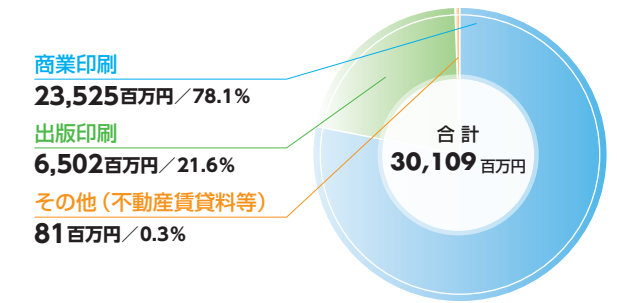 商業印刷
23,525百万円／78.1%
出版印刷
6,502百万円／21.6%
その他（不動産賃貸料等）
81百万円／0.3%
合計
30,109百万円